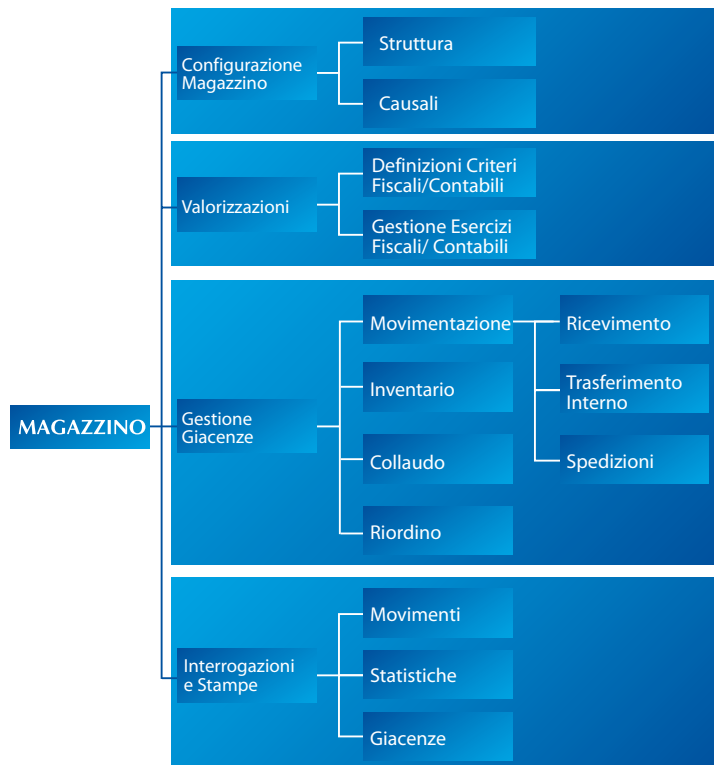 MAGAZZINO
Configurazione
Magazzino
Struttura
Causali
Valorizzazioni
Definizioni Criteri
Fiscali/Contabili
Gestione Esercizi
Fiscali/ Contabili
Gestione
Giacenze
Movimentazione
Ricevimento
Trasferimento
Interno
Spedizioni
Inventario
Collaudo
Riordino
Interrogazioni
e Stampe
Movimenti
Statistiche
Giacenze